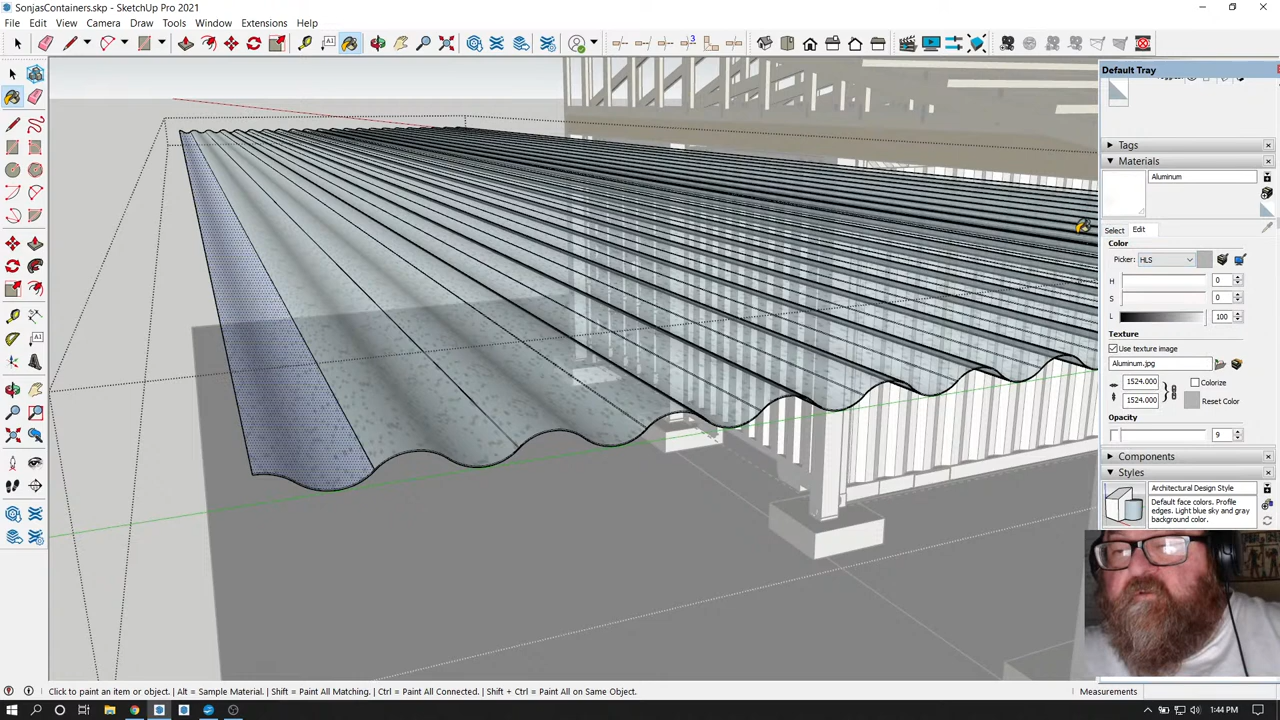 SonjasContainers.skp - SketchUp Pro 2021
File Edit View Camera Draw Tools Window Extensions Help
3
Default Tray
Tags
Materials
Aluminum
Select Edit
Color
Picker: HLS
H 0
S 0
L 100
Texture
Use texture image
Aluminum.jpg
1524.000 Colorize
1524.000 Reset Color
Opacity
9
Components
Styles
Architectural Design Style
Default face colors. Profile
edges. Light blue sky and gray
background color.
Click to paint an item or object. | Alt = Sample Material. | Shift = Paint All Matching. | Ctrl = Paint All Connected. | Shift + Ctrl = Paint All on Same Object.
Measurements
1:44 PM